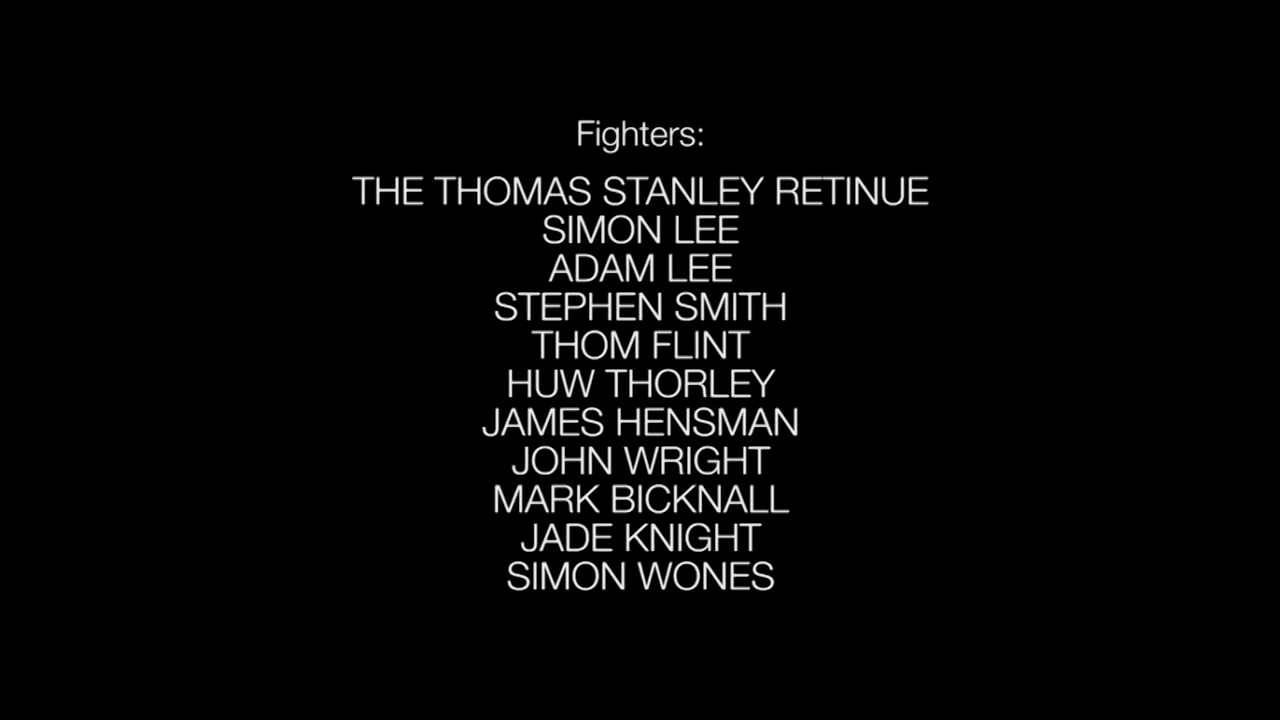 Fighters:
THE THOMAS STANLEY RETINUE
SIMON LEE
ADAM LEE
STEPHEN SMITH
THOM FLINT
HUW THORLEY
JAMES HENSMAN
JOHN WRIGHT
MARK BICKNALL
JADE KNIGHT
SIMON WONES